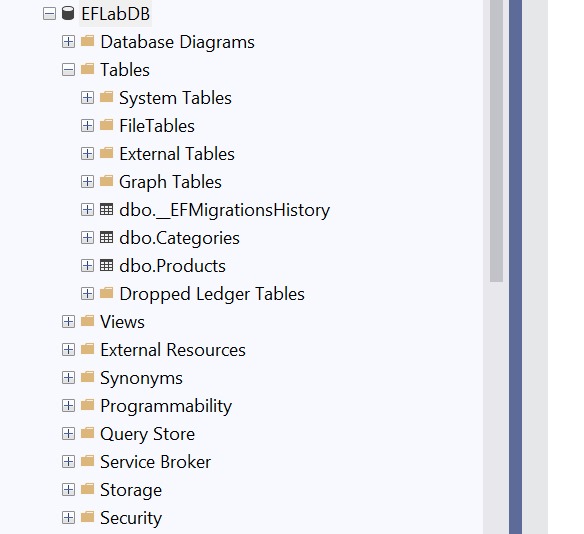 EFLabDB
Database Diagrams
Tables
System Tables
FileTables
External Tables
Graph Tables
dbo.__EFMigrationsHistory
dbo.Categories
dbo.Products
Dropped Ledger Tables
Views
External Resources
Synonyms
Programmability
Query Store
Service Broker
Storage
Security